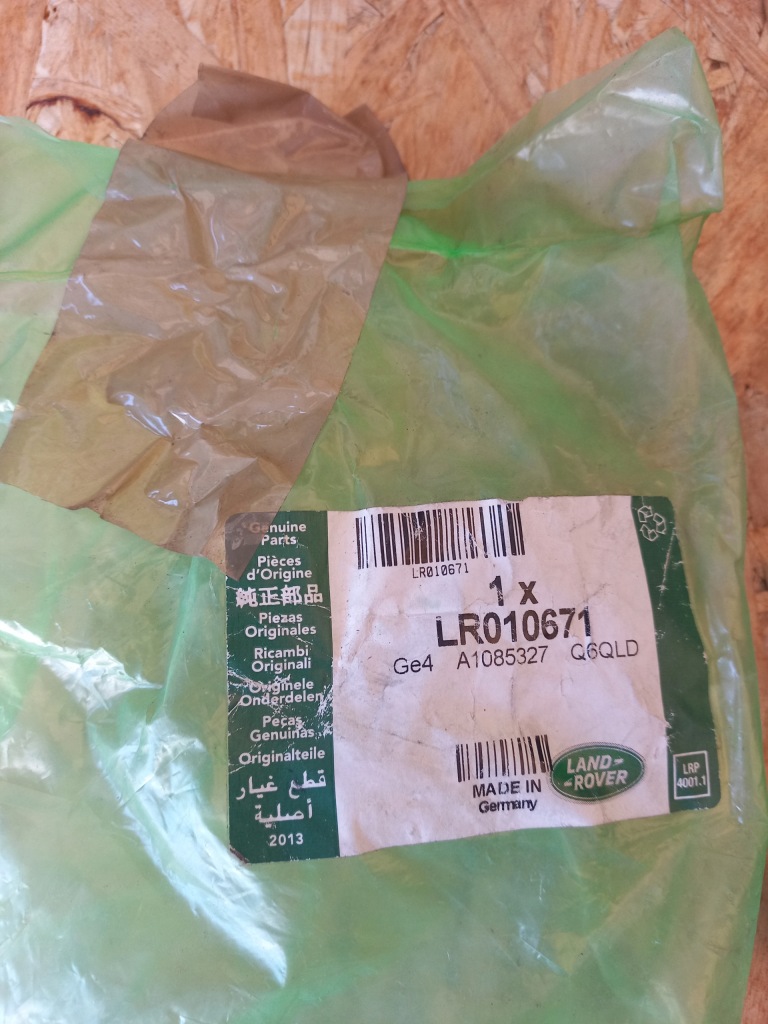 Genuine
Parts
Pièces
d'Origine
純正部品
Piezas
Originales
Ricambi
Originali
Originele
Onderdelen
Peças
Genuinas
Originalteile
قطع غيار
أصلية
2013
LR010671
1 x
LR010671
Ge4 A1085327 Q6QLD
MADE IN
Germany
LAND-
-ROVER
LRP
4001.1